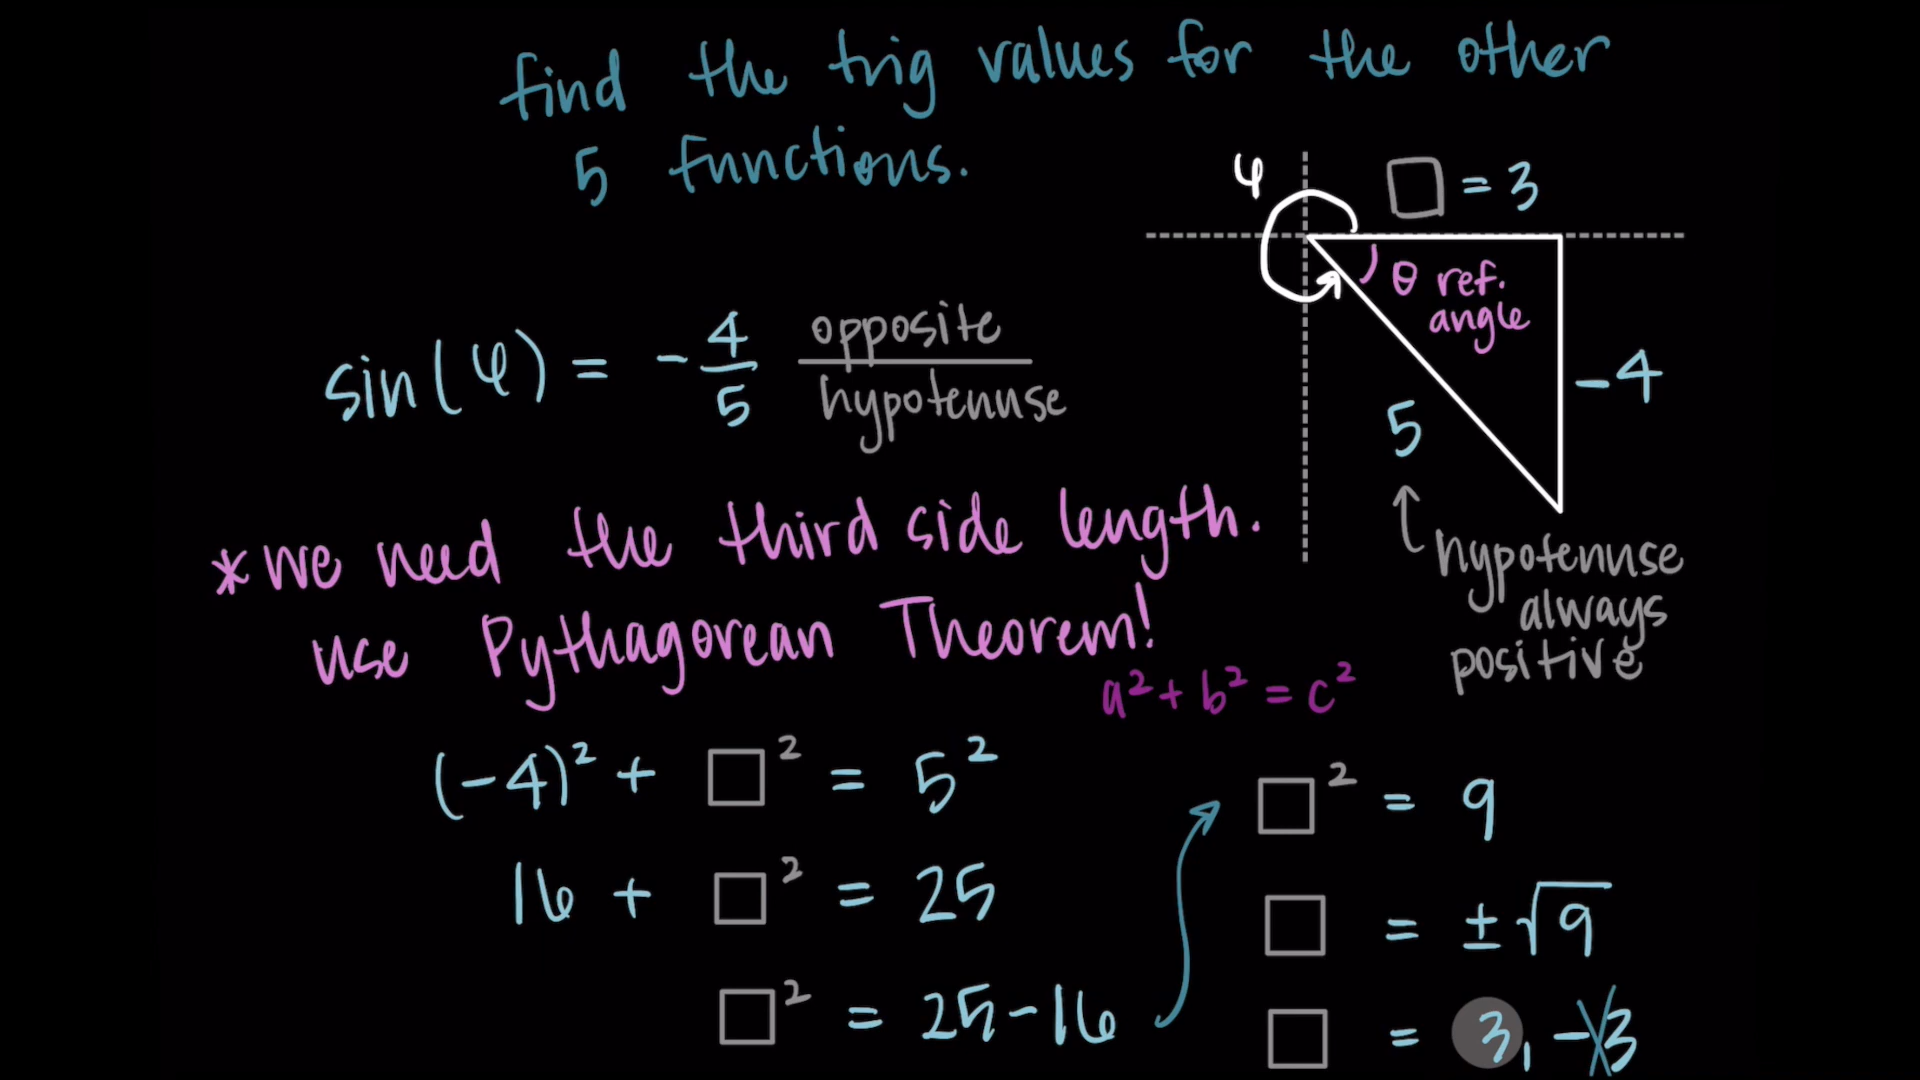 find the trig values for the other
5 functions.
φ
□ = 3
θ ref.
angle
sin(φ) = -4/5 opposite/hypotenuse
-4
5
*we need the third side length.
use Pythagorean Theorem!
hypotenuse
always
positive
a² + b² = c²
(-4)² + □² = 5²
16 + □² = 25
□² = 25-16
□² = 9
□ = ±√9
□ = 3, -3